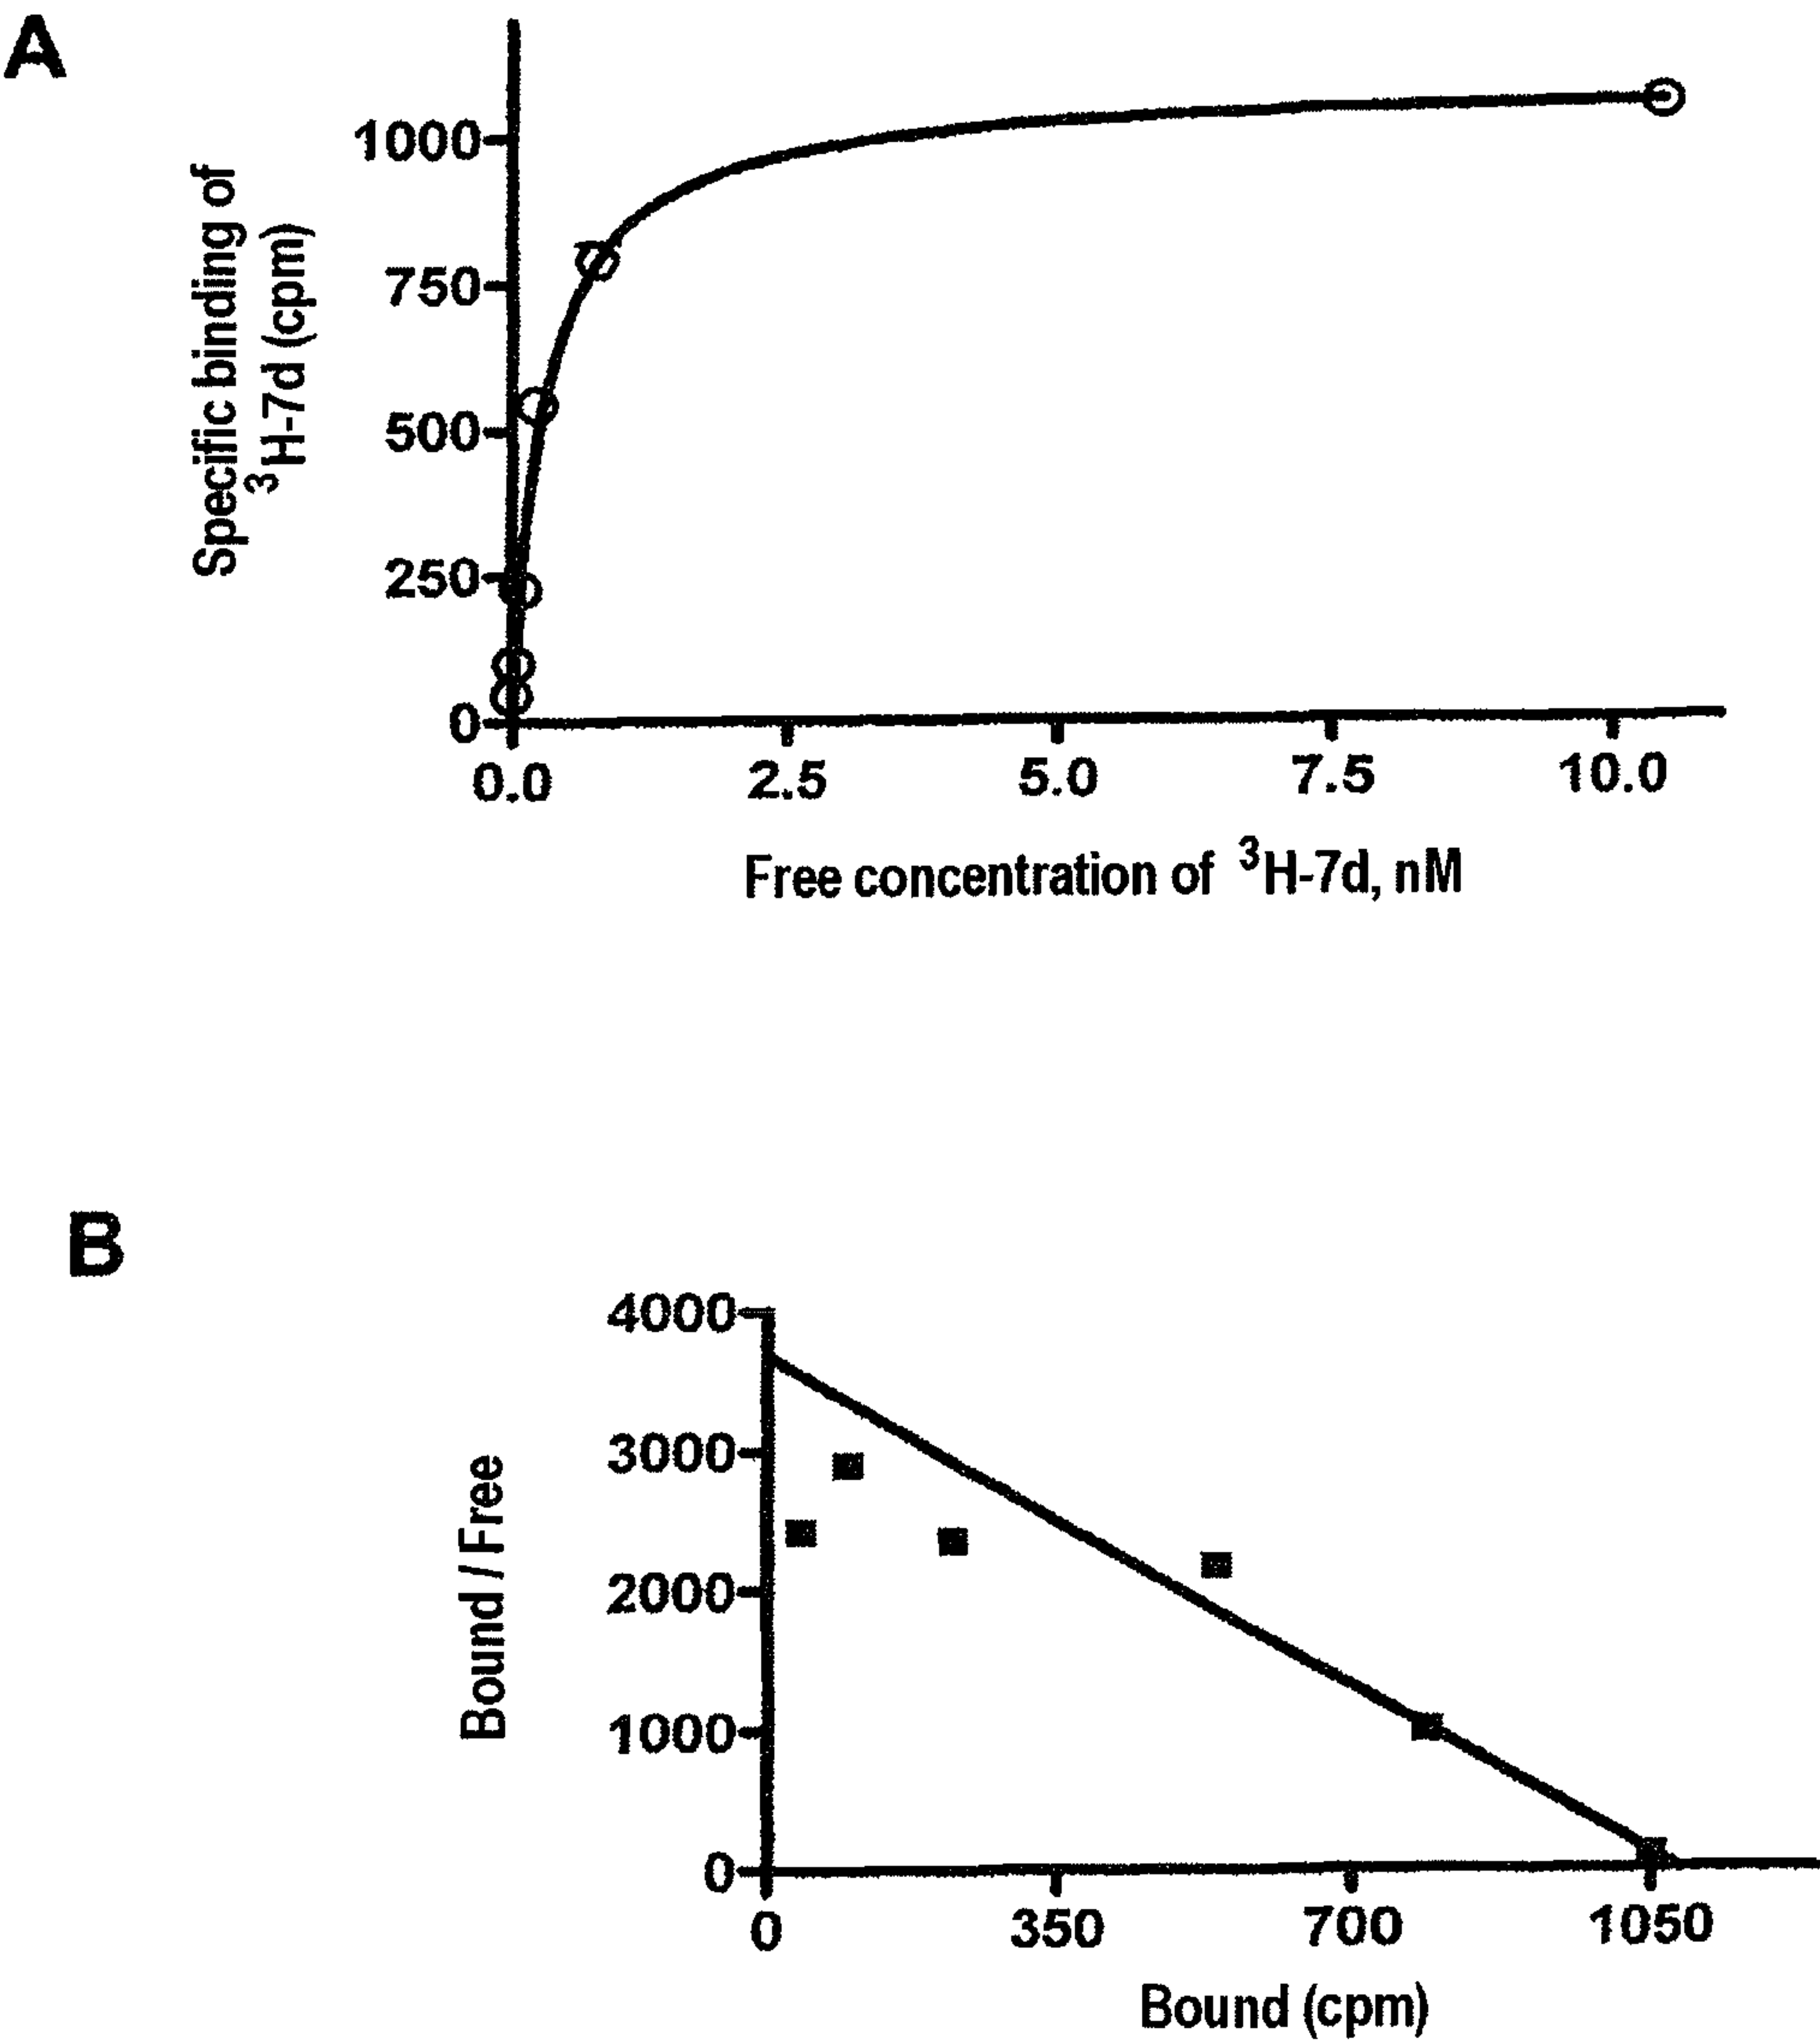 A
Specific binding of
³H-7d (cpm)
1000
750
500
250
0
0.0 2.5 5.0 7.5 10.0
Free concentration of ³H-7d, nM
B
Bound / Free
4000
3000
2000
1000
0
0 350 700 1050
Bound (cpm)